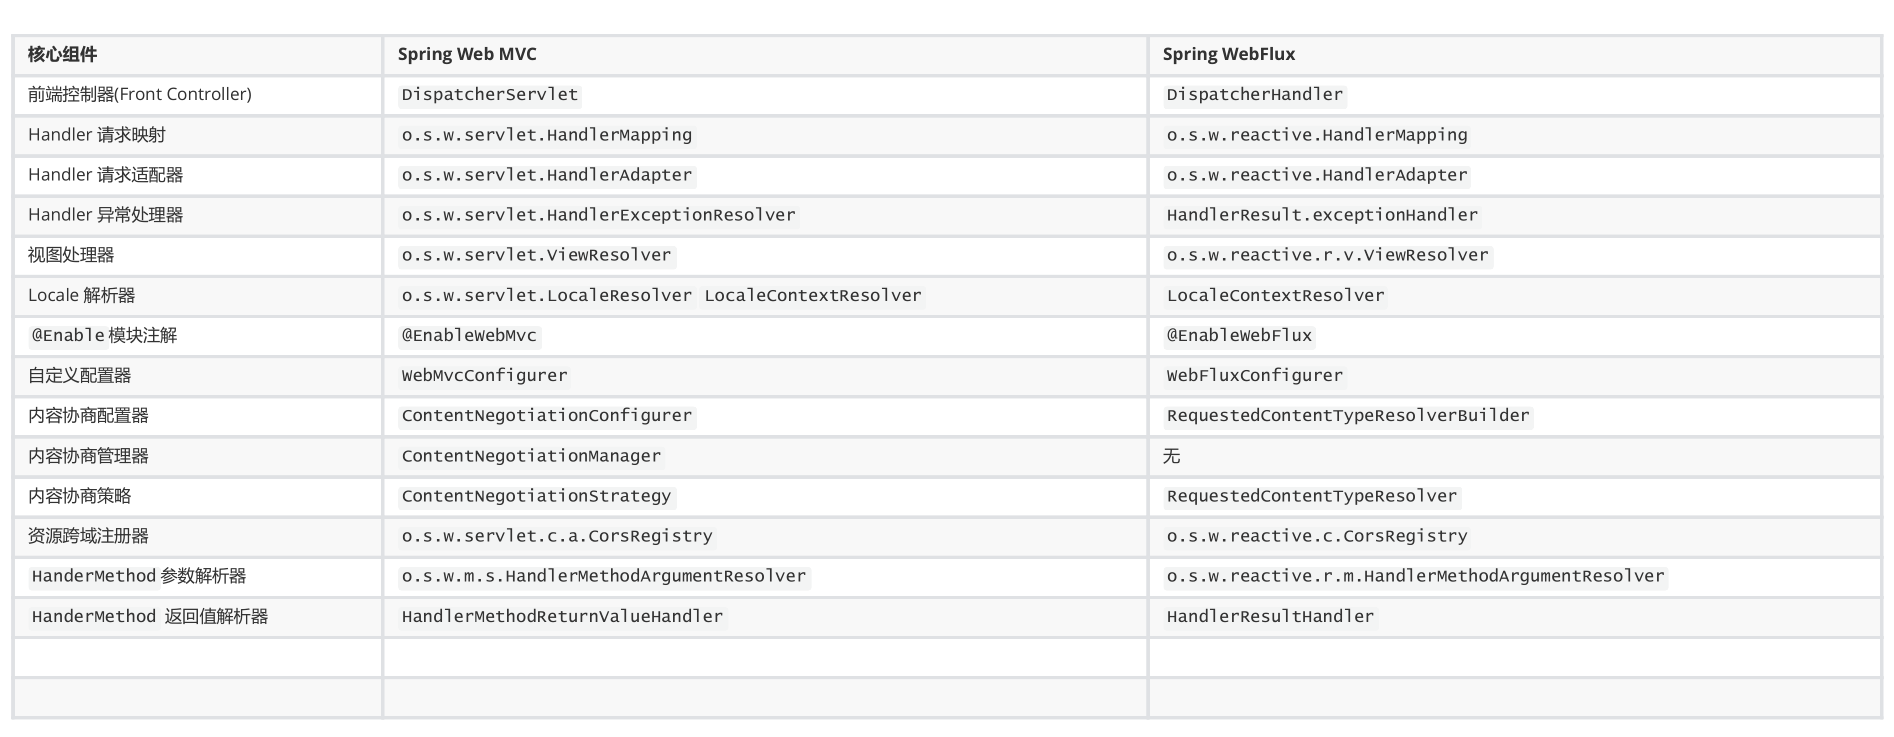 核心组件 Spring Web MVC Spring WebFlux
前端控制器(Front Controller) DispatcherServlet DispatcherHandler
Handler 请求映射 o.s.w.servlet.HandlerMapping o.s.w.reactive.HandlerMapping
Handler 请求适配器 o.s.w.servlet.HandlerAdapter o.s.w.reactive.HandlerAdapter
Handler 异常处理器 o.s.w.servlet.HandlerExceptionResolver HandlerResult.exceptionHandler
视图处理器 o.s.w.servlet.ViewResolver o.s.w.reactive.r.v.ViewResolver
Locale 解析器 o.s.w.servlet.LocaleResolver LocaleContextResolver LocaleContextResolver
@Enable 模块注解 @EnableWebMvc @EnableWebFlux
自定义配置器 WebMvcConfigurer WebFluxConfigurer
内容协商配置器 ContentNegotiationConfigurer RequestedContentTypeResolverBuilder
内容协商管理器 ContentNegotiationManager 无
内容协商策略 ContentNegotiationStrategy RequestedContentTypeResolver
资源跨域注册器 o.s.w.servlet.c.a.CorsRegistry o.s.w.reactive.c.CorsRegistry
HanderMethod 参数解析器 o.s.w.m.s.HandlerMethodArgumentResolver o.s.w.reactive.r.m.HandlerMethodArgumentResolver
HanderMethod 返回值解析器 HandlerMethodReturnValueHandler HandlerResultHandler